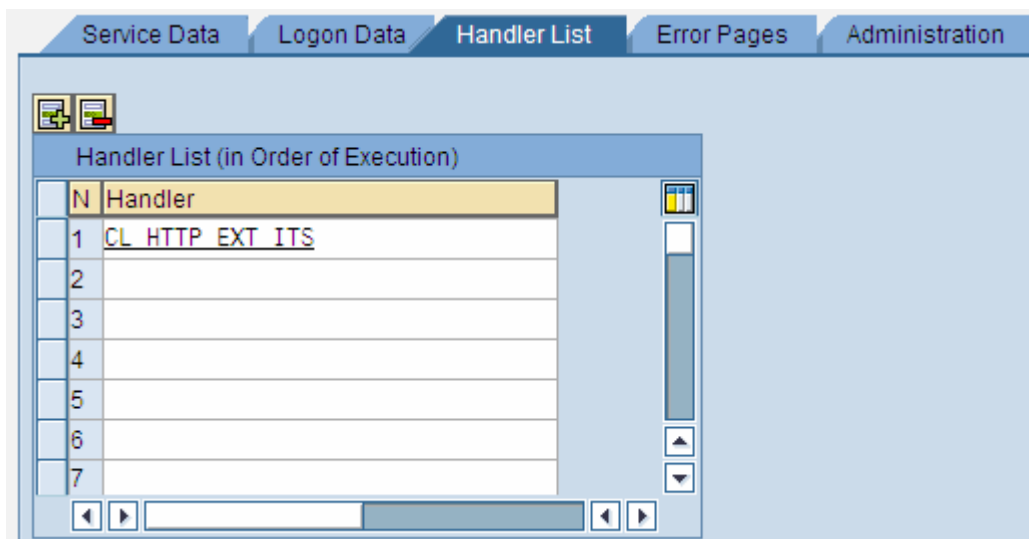 Service Data Logon Data Handler List Error Pages Administration
Handler List (in Order of Execution)
N Handler
1 CL_HTTP_EXT_ITS
2
3
4
5
6
7